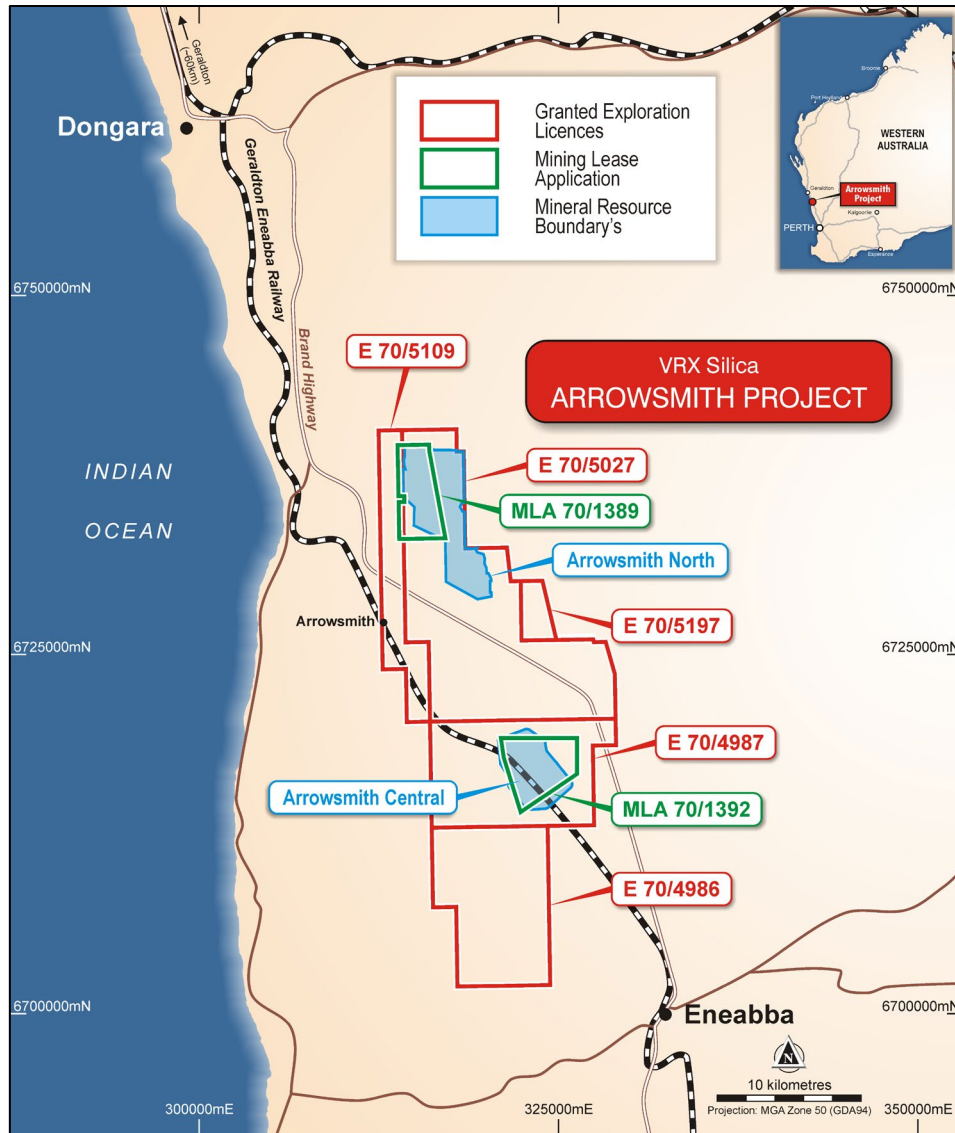 Geraldton
(~60km)
Dongara
Geraldton Eneabba Railway
Brand Highway
Granted Exploration
Licences
Mining Lease
Application
Mineral Resource
Boundary's
Broome
Port Hedland
WESTERN
AUSTRALIA
Geraldton
Arrowsmith
Project
Kalgoorlie
PERTH
Esperance
6750000mN
6750000mN
E 70/5109
VRX Silica
ARROWSMITH PROJECT
INDIAN
OCEAN
E 70/5027
MLA 70/1389
Arrowsmith North
Arrowsmith
E 70/5197
6725000mN
6725000mN
E 70/4987
Arrowsmith Central
MLA 70/1392
E 70/4986
6700000mN
6700000mN
Eneabba
N
10 kilometres
Projection: MGA Zone 50 (GDA94)
300000mE
325000mE
350000mE